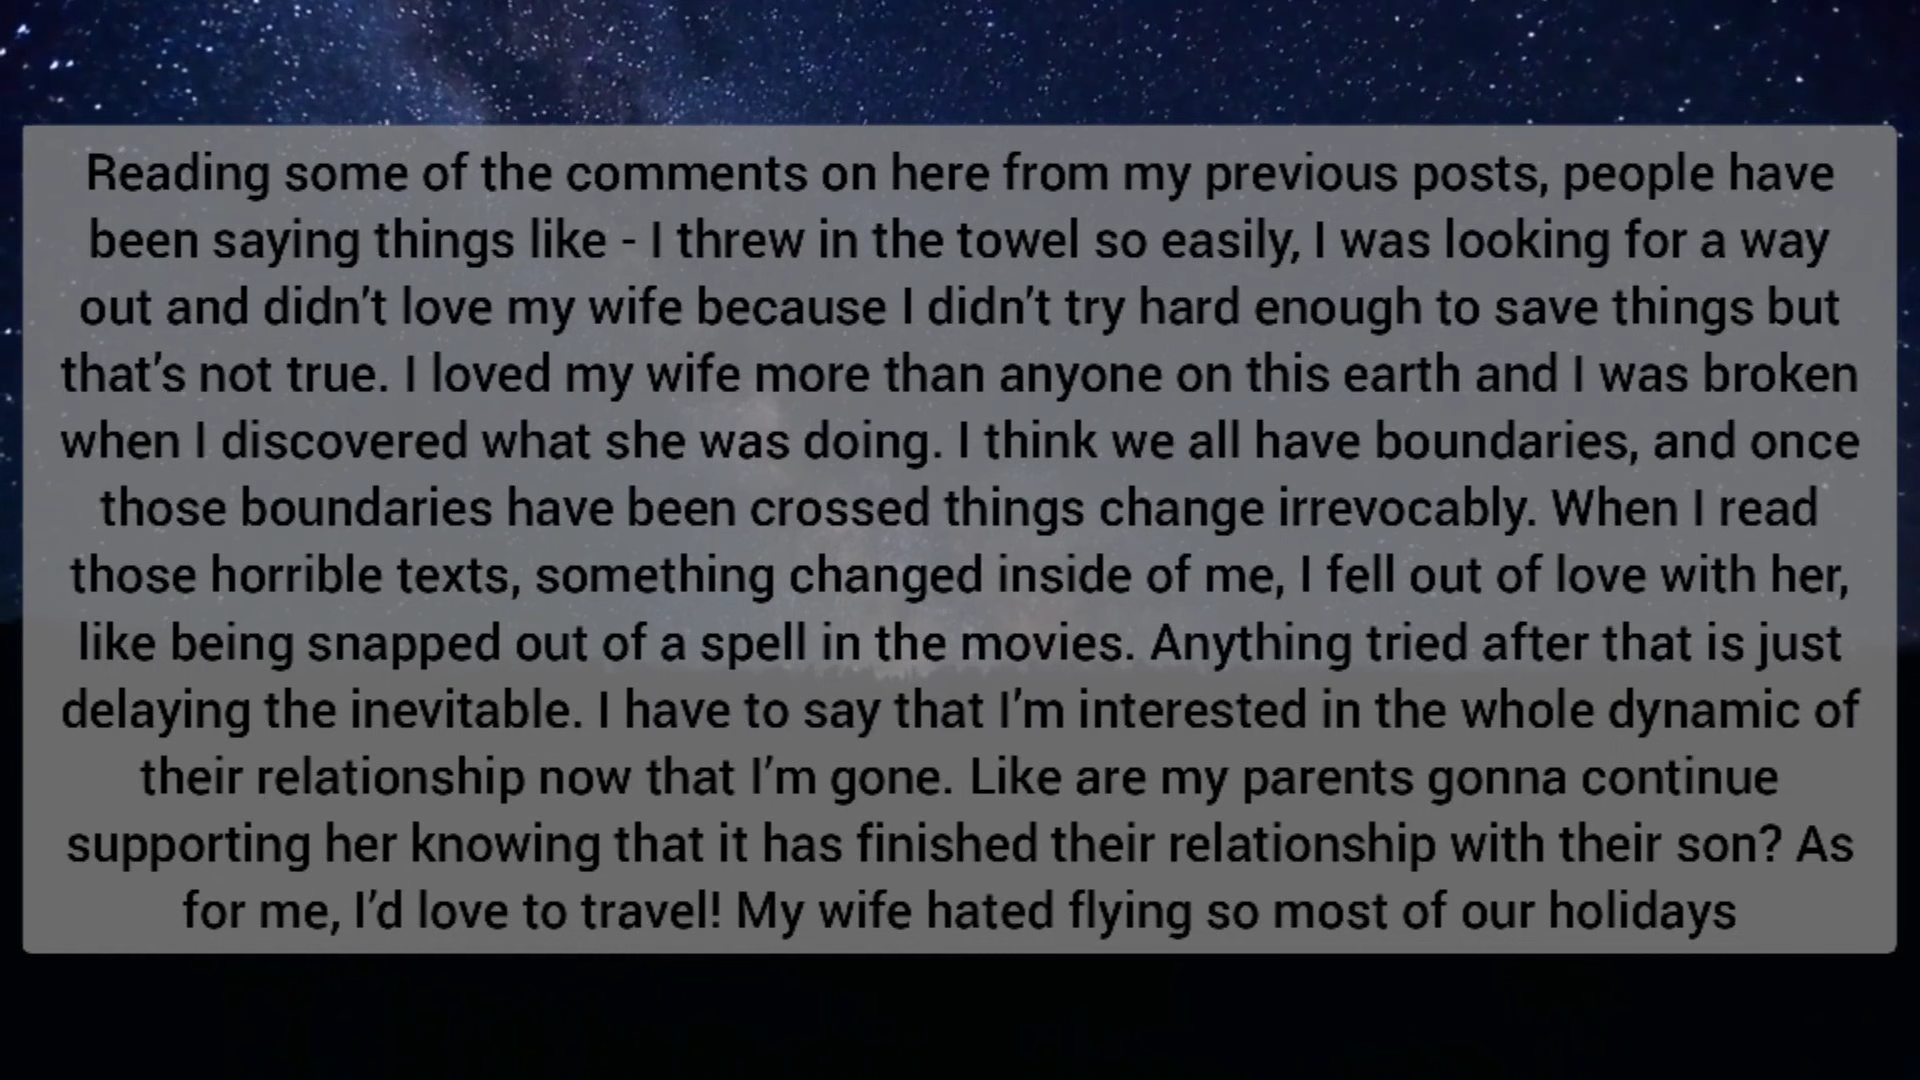 Reading some of the comments on here from my previous posts, people have
been saying things like - I threw in the towel so easily, I was looking for a way
out and didn’t love my wife because I didn’t try hard enough to save things but
that’s not true. I loved my wife more than anyone on this earth and I was broken
when I discovered what she was doing. I think we all have boundaries, and once
those boundaries have been crossed things change irrevocably. When I read
those horrible texts, something changed inside of me, I fell out of love with her,
like being snapped out of a spell in the movies. Anything tried after that is just
delaying the inevitable. I have to say that I’m interested in the whole dynamic of
their relationship now that I’m gone. Like are my parents gonna continue
supporting her knowing that it has finished their relationship with their son? As
for me, I’d love to travel! My wife hated flying so most of our holidays